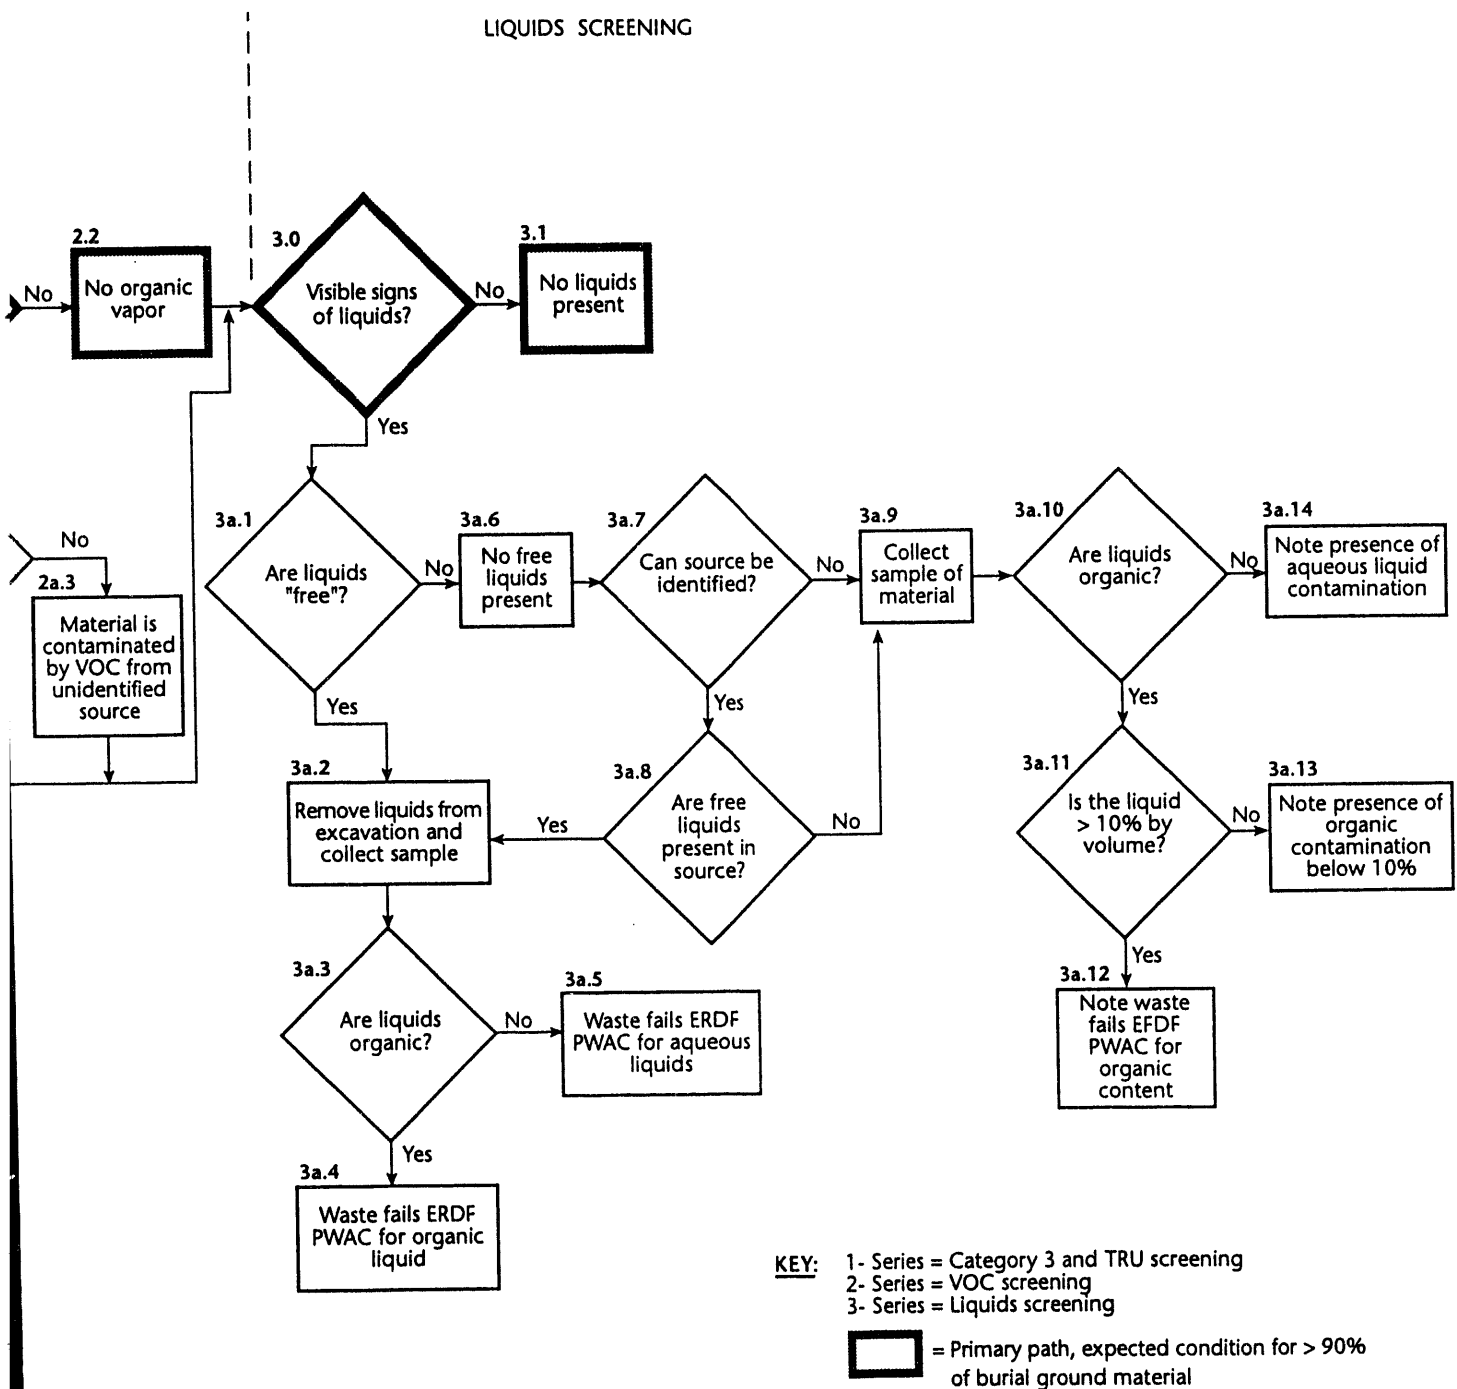 LIQUIDS SCREENING
2.2
No
No organic
vapor
3.0
Visible signs
of liquids?
No
3.1
No liquids
present
Yes
No
2a.3
Material is
contaminated
by VOC from
unidentified
source
3a.1
Are liquids
"free"?
No
3a.6
No free
liquids
present
3a.7
Can source be
identified?
No
3a.9
Collect
sample of
material
3a.10
Are liquids
organic?
No
3a.14
Note presence of
aqueous liquid
contamination
Yes
Yes
Yes
3a.2
Remove liquids from
excavation and
collect sample
Yes
3a.8
Are free
liquids
present in
source?
No
3a.11
Is the liquid
> 10% by
volume?
No
3a.13
Note presence of
organic
contamination
below 10%
3a.3
Are liquids
organic?
No
3a.5
Waste fails ERDF
PWAC for aqueous
liquids
Yes
3a.12
Note waste
fails EFDF
PWAC for
organic
content
Yes
3a.4
Waste fails ERDF
PWAC for organic
liquid
KEY: 1- Series = Category 3 and TRU screening
2- Series = VOC screening
3- Series = Liquids screening
= Primary path, expected condition for > 90%
of burial ground material